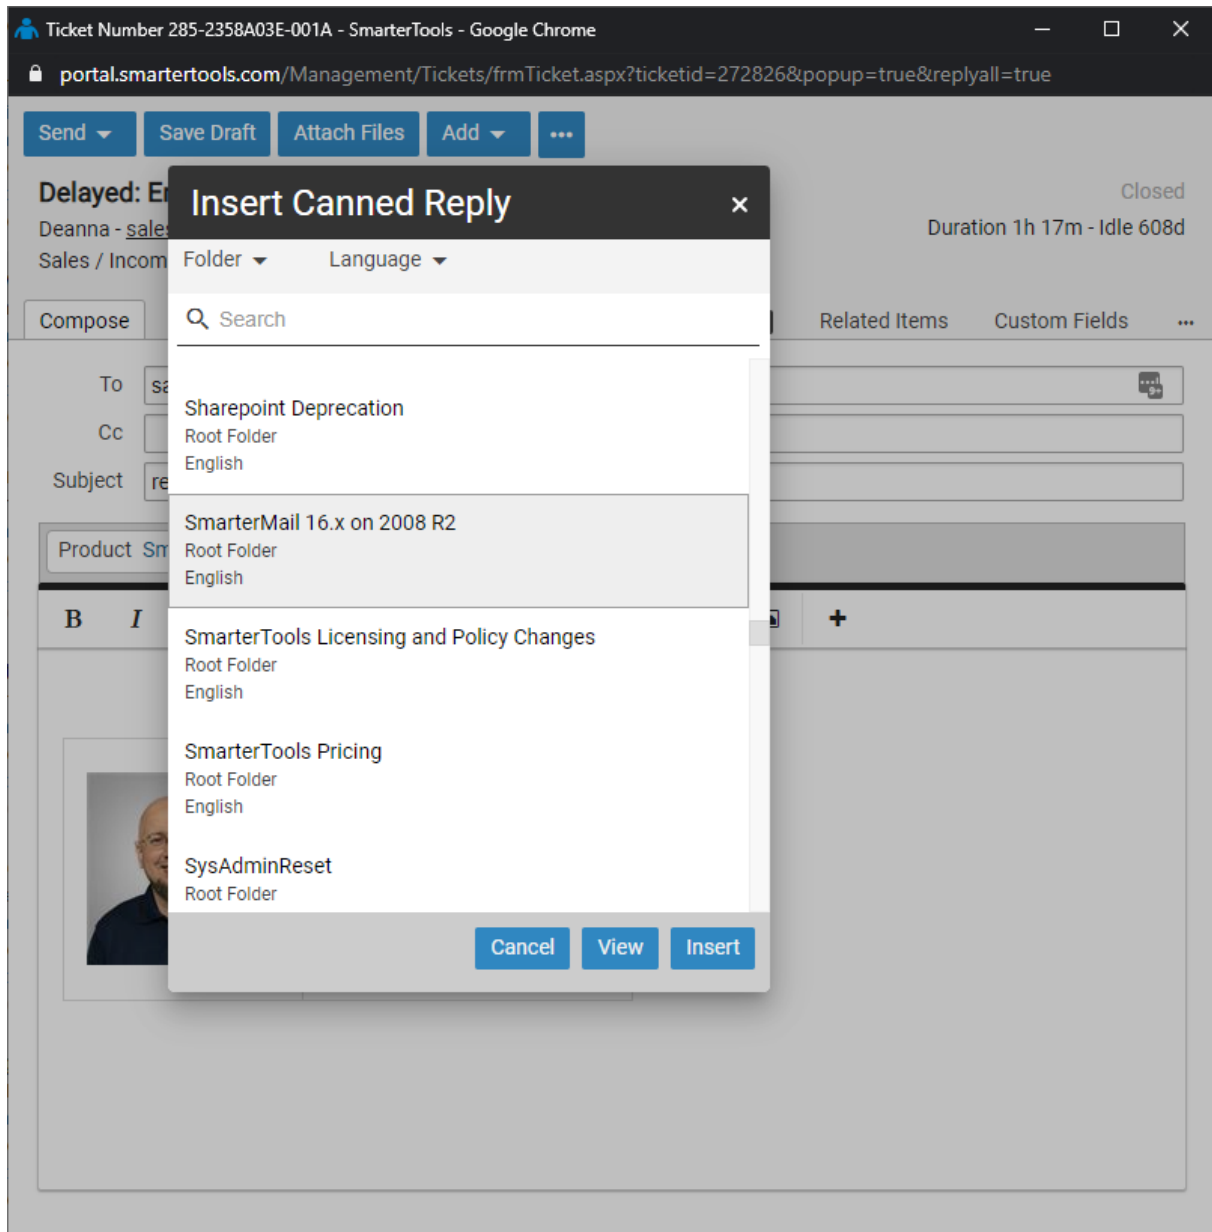 Ticket Number 285-2358A03E-001A - SmarterTools - Google Chrome
portal.smartertools.com/Management/Tickets/frmTicket.aspx?ticketid=272826&popup=true&replyall=true
Send Save Draft Attach Files Add
Delayed:
Closed
Deanna -
Duration 1h 17m - Idle 608d
Sales /
Insert Canned Reply
Folder Language
Search
Compose
Related Items Custom Fields
To
Cc
Subject
Product
B I
Sharepoint Deprecation
Root Folder
English
SmarterMail 16.x on 2008 R2
Root Folder
English
SmarterTools Licensing and Policy Changes
Root Folder
English
SmarterTools Pricing
Root Folder
English
SysAdminReset
Root Folder
Cancel View Insert